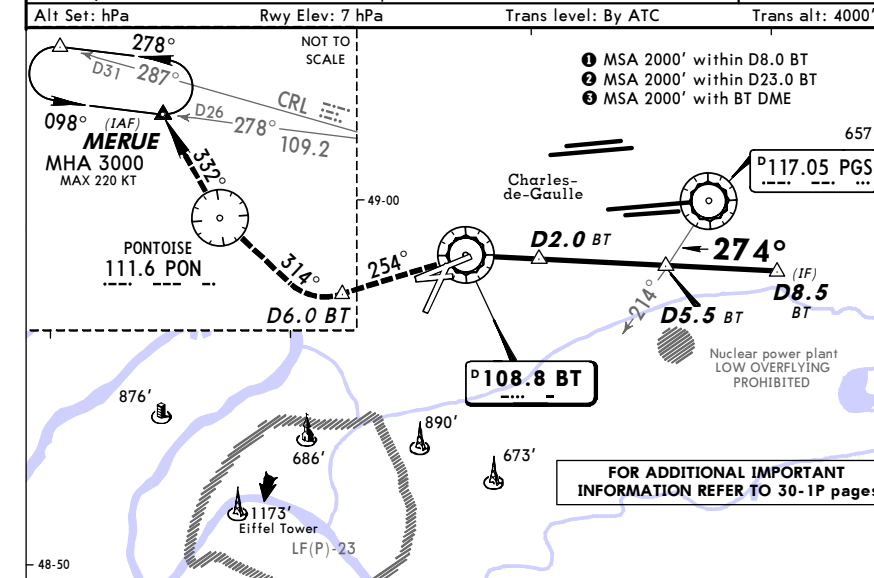 Alt Set: hPa
Rwy Elev: 7 hPa
Trans level: By ATC
Trans alt: 4000'
NOT TO
SCALE
278°
D31
287°
CRL
D26
278°
109.2
098°
(IAF)
MERUE
MHA 3000
MAX 220 KT
332°
PONTOISE
111.6 PON
314°
254°
D6.0 BT
1 MSA 2000' within D8.0 BT
2 MSA 2000' within D23.0 BT
3 MSA 2000' with BT DME
657
D 117.05 PGS
Charles-
de-Gaulle
49-00
D2.0 BT
274°
(IF)
D8.5
BT
214°
D5.5 BT
D 108.8 BT
Nuclear power plant
LOW OVERFLYING
PROHIBITED
876'
686'
890'
673'
1173'
Eiffel Tower
LF(P)-23
FOR ADDITIONAL IMPORTANT
INFORMATION REFER TO 30-1P pages
48-50